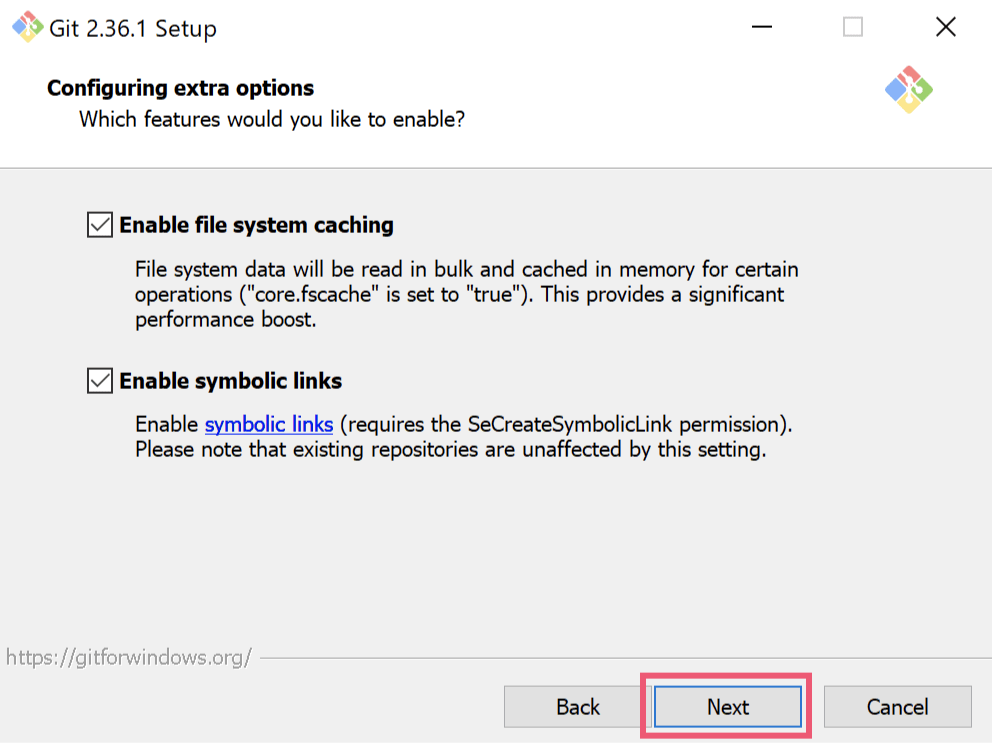 Git 2.36.1 Setup
Configuring extra options
Which features would you like to enable?
Enable file system caching
File system data will be read in bulk and cached in memory for certain
operations ("core.fscache" is set to "true"). This provides a significant
performance boost.
Enable symbolic links
Enable symbolic links (requires the SeCreateSymbolicLink permission).
Please note that existing repositories are unaffected by this setting.
https://gitforwindows.org/
Back Next Cancel